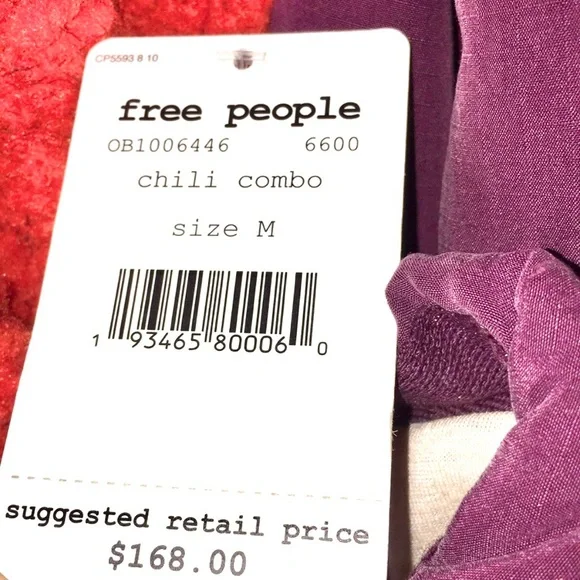 CP5593 8 10
free people
OB1006446 6600
chili combo
size M
1 93465 80006 0
suggested retail price
$168.00